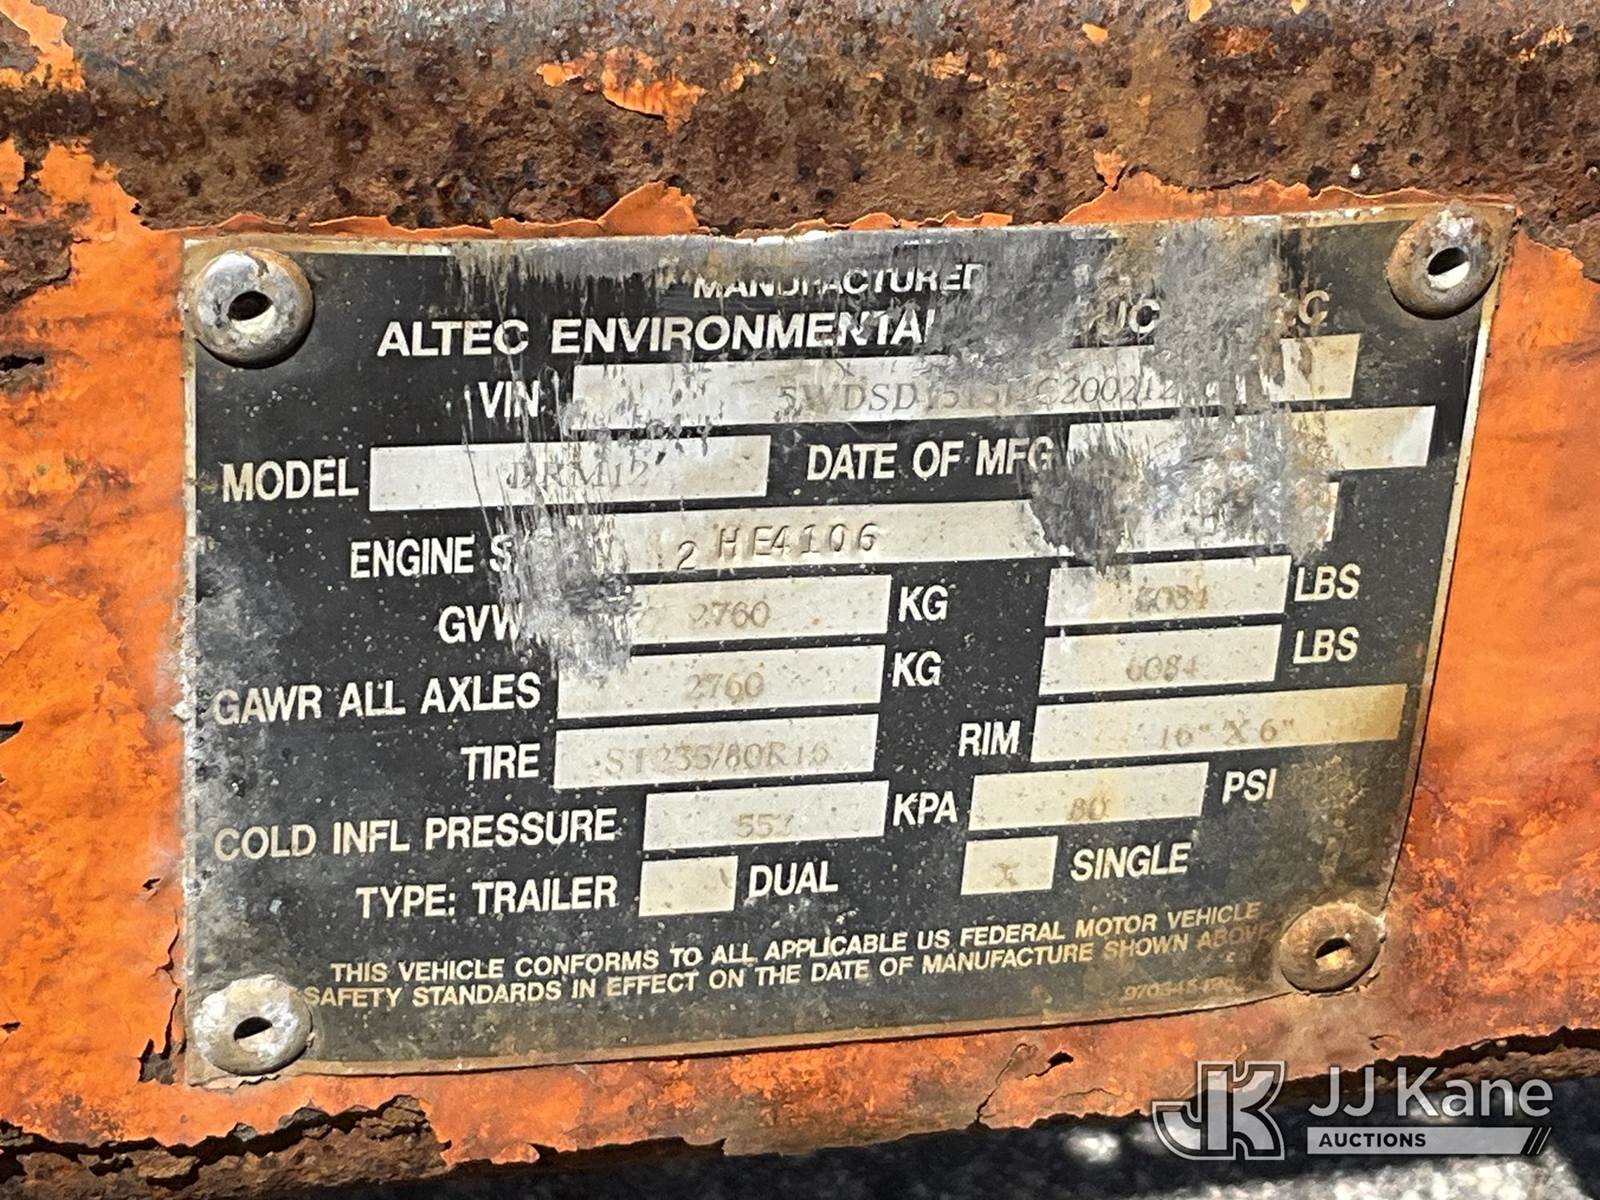 MANUFACTURED
ALTEC ENVIRONMENTAL
VIN
MODEL DRM12 DATE OF MFG
ENGINE 2 HE4106
2760 KG 6084 LBS
GAWR ALL AXLES 2760 KG 6084 LBS
TIRE ST235/80R16 RIM 16" X 6"
COLD INFL PRESSURE KPA 80 PSI
TYPE: TRAILER DUAL X SINGLE
THIS VEHICLE CONFORMS TO ALL APPLICABLE US FEDERAL MOTOR VEHICLE
SAFETY STANDARDS IN EFFECT ON THE DATE OF MANUFACTURE SHOWN ABOVE
JK JJ Kane
AUCTIONS